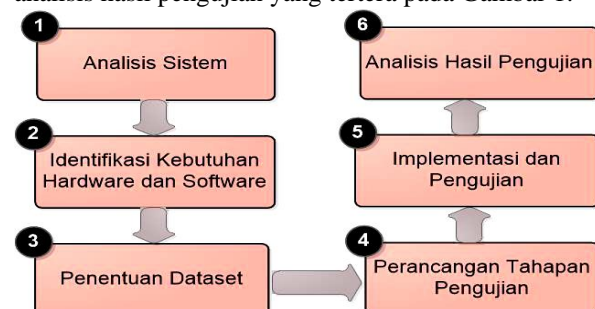 analisis hasil pengujian yang tertera pada Gambar 1.
1
Analisis Sistem
2
Identifikasi Kebutuhan
Hardware dan Software
3
Penentuan Dataset
4
Perancangan Tahapan
Pengujian
5
Implementasi dan
Pengujian
6
Analisis Hasil Pengujian